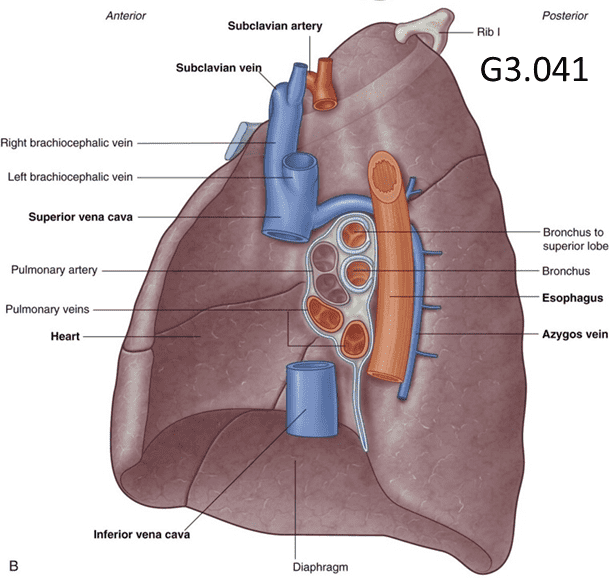 Anterior
Posterior
Subclavian artery
Rib I
G3.041
Subclavian vein
Right brachiocephalic vein
Left brachiocephalic vein
Superior vena cava
Bronchus to
superior lobe
Pulmonary artery
Bronchus
Esophagus
Pulmonary veins
Heart
Azygos vein
Inferior vena cava
B
Diaphragm